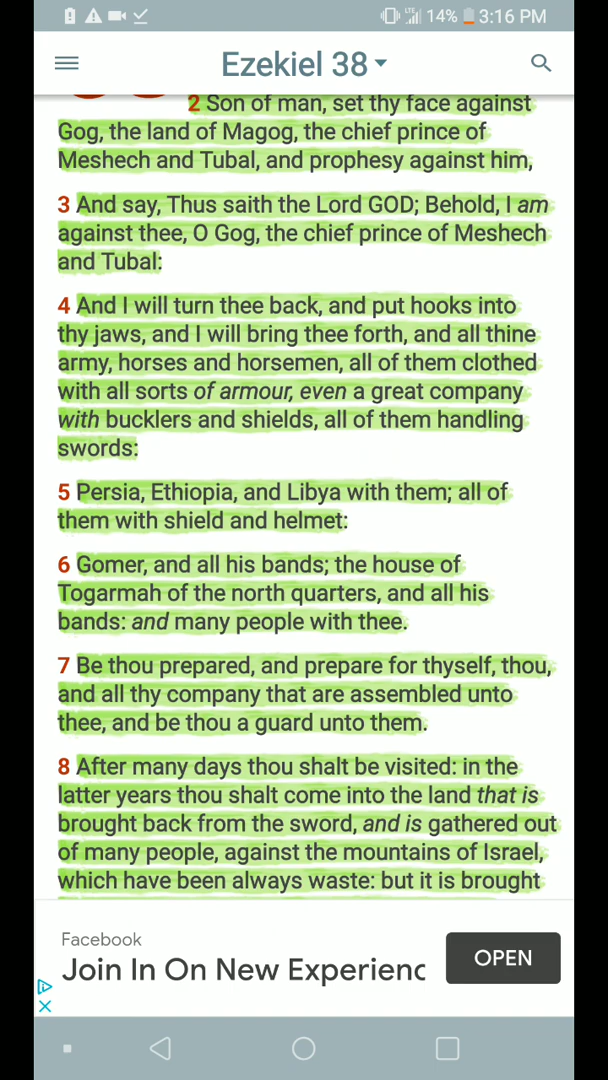 LTE 14% 3:16 PM
Ezekiel 38
2 Son of man, set thy face against
Gog, the land of Magog, the chief prince of
Meshech and Tubal, and prophesy against him,
3 And say, Thus saith the Lord GOD; Behold, I am
against thee, O Gog, the chief prince of Meshech
and Tubal:
4 And I will turn thee back, and put hooks into
thy jaws, and I will bring thee forth, and all thine
army, horses and horsemen, all of them clothed
with all sorts of armour, even a great company
with bucklers and shields, all of them handling
swords:
5 Persia, Ethiopia, and Libya with them; all of
them with shield and helmet:
6 Gomer, and all his bands; the house of
Togarmah of the north quarters, and all his
bands: and many people with thee.
7 Be thou prepared, and prepare for thyself, thou,
and all thy company that are assembled unto
thee, and be thou a guard unto them.
8 After many days thou shalt be visited: in the
latter years thou shalt come into the land that is
brought back from the sword, and is gathered out
of many people, against the mountains of Israel,
which have been always waste: but it is brought
Facebook
Join In On New Experienc
OPEN